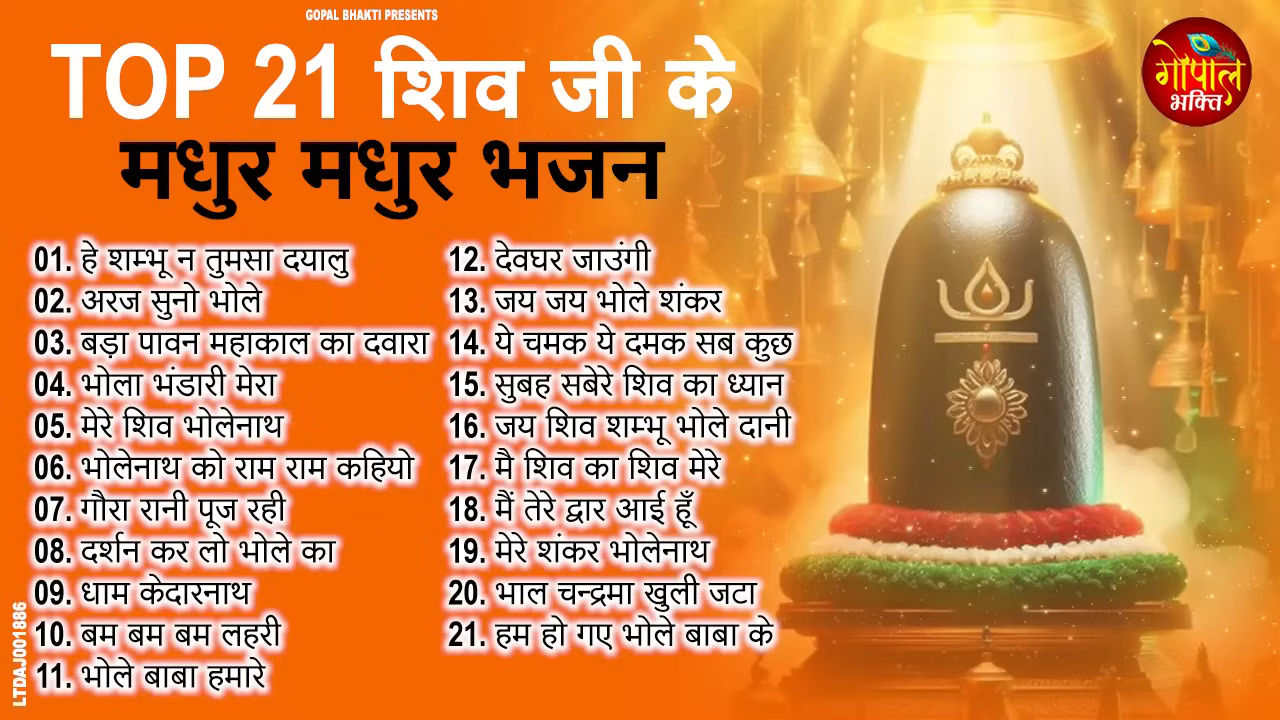 GOPAL BHAKTI PRESENTS
TOP 21 शिव जी के
मधुर मधुर भजन
गोपाल
भक्ति
01. हे शम्भू न तुमसा दयालु
02. अरज सुनो भोले
03. बड़ा पावन महाकाल का दवारा
04. भोला भंडारी मेरा
05. मेरे शिव भोलेनाथ
06. भोलेनाथ को राम राम कहियो
07. गौरा रानी पूज रही
08. दर्शन कर लो भोले का
09. धाम केदारनाथ
10. बम बम बम लहरी
11. भोले बाबा हमारे
12. देवघर जाउंगी
13. जय जय भोले शंकर
14. ये चमक ये दमक सब कुछ
15. सुबह सबेरे शिव का ध्यान
16. जय शिव शम्भू भोले दानी
17. मै शिव का शिव मेरे
18. मैं तेरे द्वार आई हूँ
19. मेरे शंकर भोलेनाथ
20. भाल चन्द्रमा खुली जटा
21. हम हो गए भोले बाबा के
LTDAJ001886